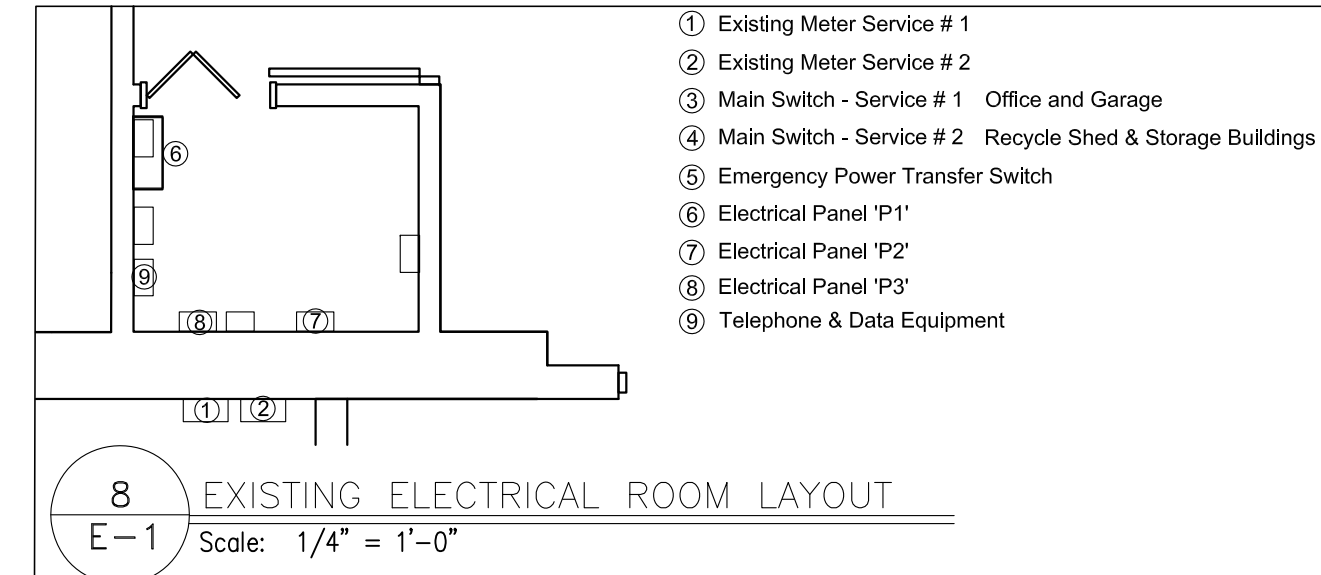 ① Existing Meter Service # 1
② Existing Meter Service # 2
③ Main Switch - Service # 1 Office and Garage
④ Main Switch - Service # 2 Recycle Shed & Storage Buildings
⑤ Emergency Power Transfer Switch
⑥ Electrical Panel 'P1'
⑦ Electrical Panel 'P2'
⑧ Electrical Panel 'P3'
⑨ Telephone & Data Equipment
⑥
⑨
⑧ ⑦
① ②
8 EXISTING ELECTRICAL ROOM LAYOUT
E-1 Scale: 1/4" = 1'-0"